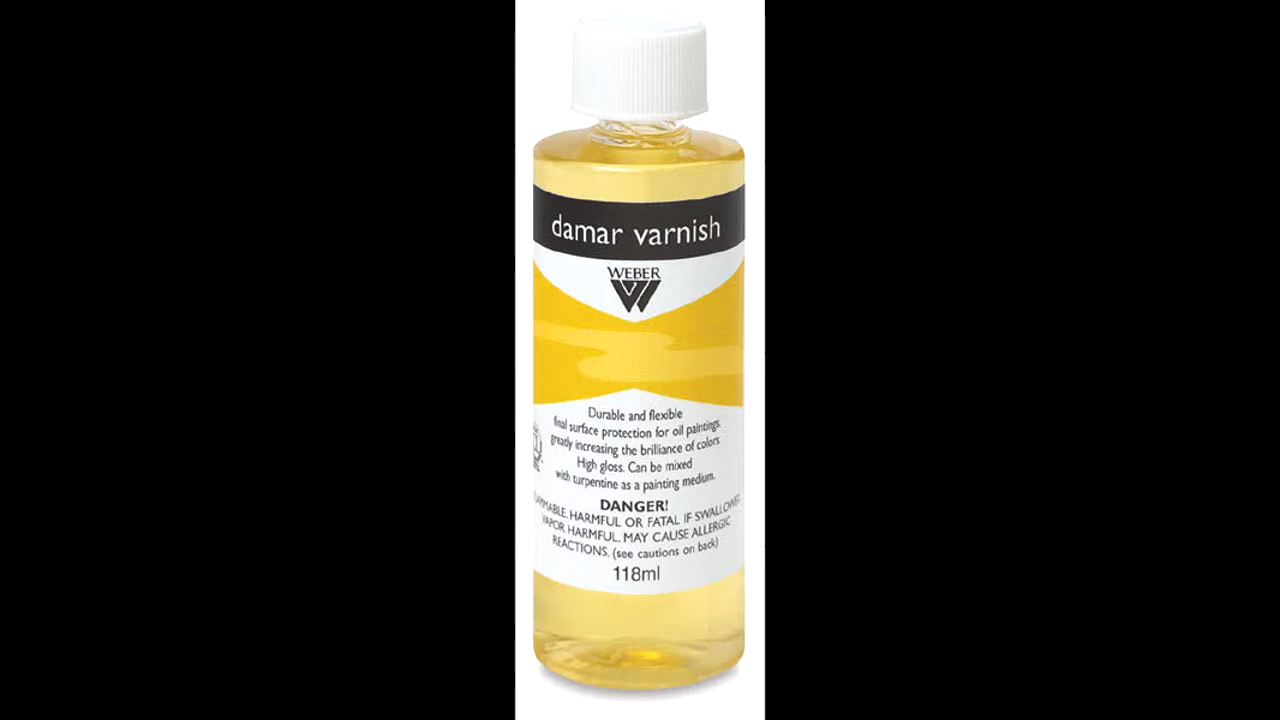 damar varnish
WEBER
Durable and flexible
final surface protection for oil paintings,
greatly increasing the brilliance of colors.
High gloss. Can be mixed
with turpentine as a painting medium.
DANGER!
HARMFUL OR FATAL IF
VAPOR HARMFUL. MAY CAUSE ALLERGIC
REACTIONS. (see cautions on back)
118ml